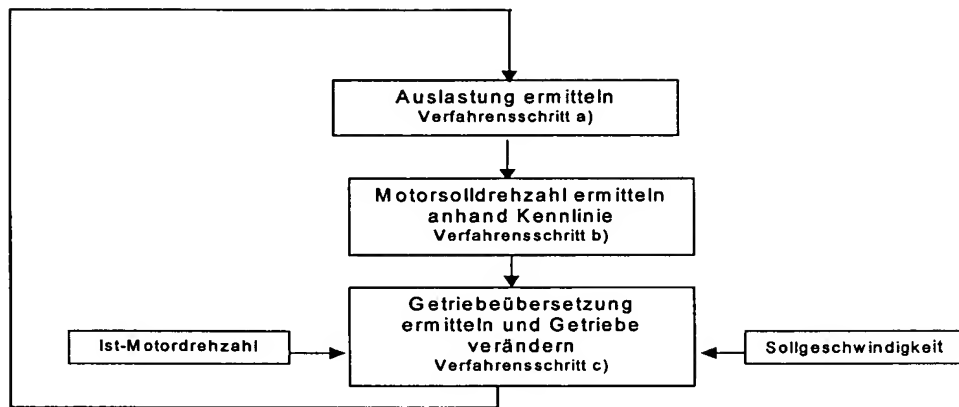 Auslastung ermitteln
Verfahrensschritt a)
Motorsolldrehzahl ermitteln
anhand Kennlinie
Verfahrensschritt b)
Getriebeübersetzung
ermitteln und Getriebe
verändern
Verfahrensschritt c)
Ist-Motordrehzahl
Sollgeschwindigkeit